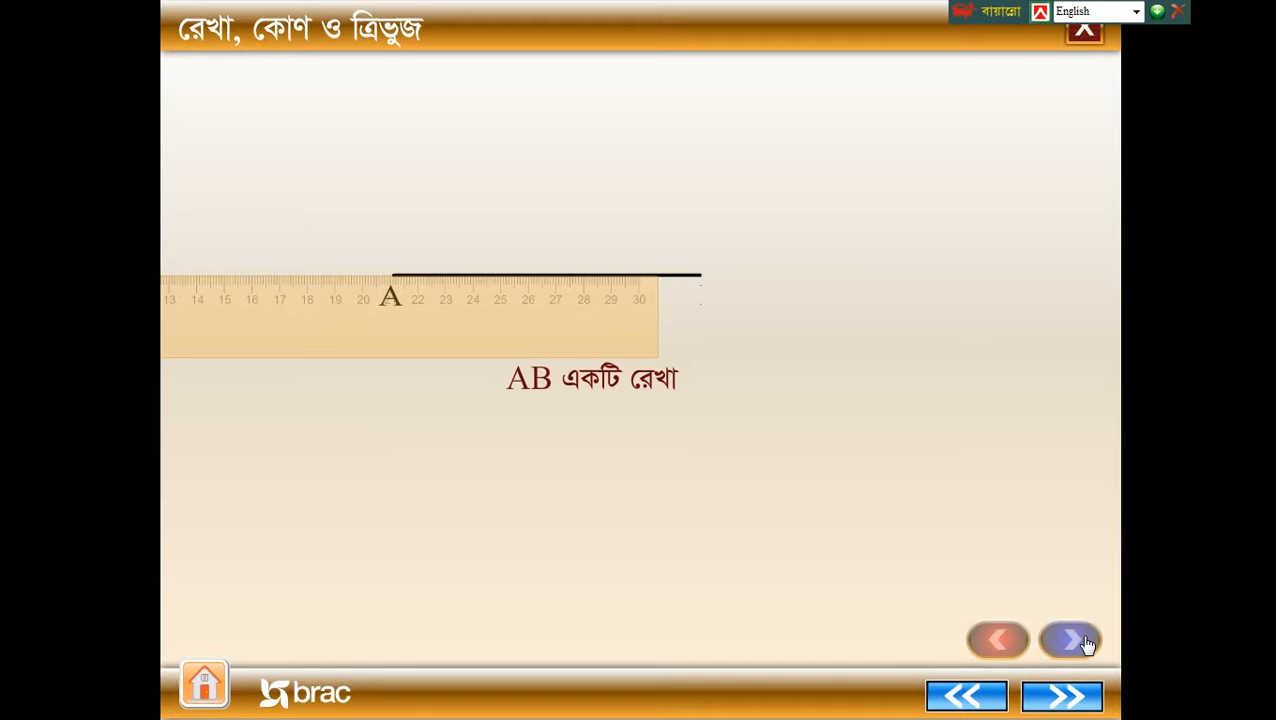 রেখা, কোণ ও ত্রিভুজ
বায়ান্নো English
13 14 15 16 17 18 19 20 22 23 24 25 26 27 28 29 30
A
AB একটি রেখা
brac